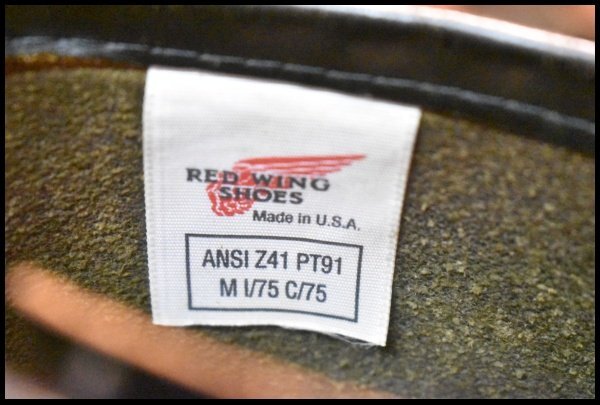 RED WING
SHOES
Made in U.S.A.
ANSI Z41 PT91
M I/75 C/75